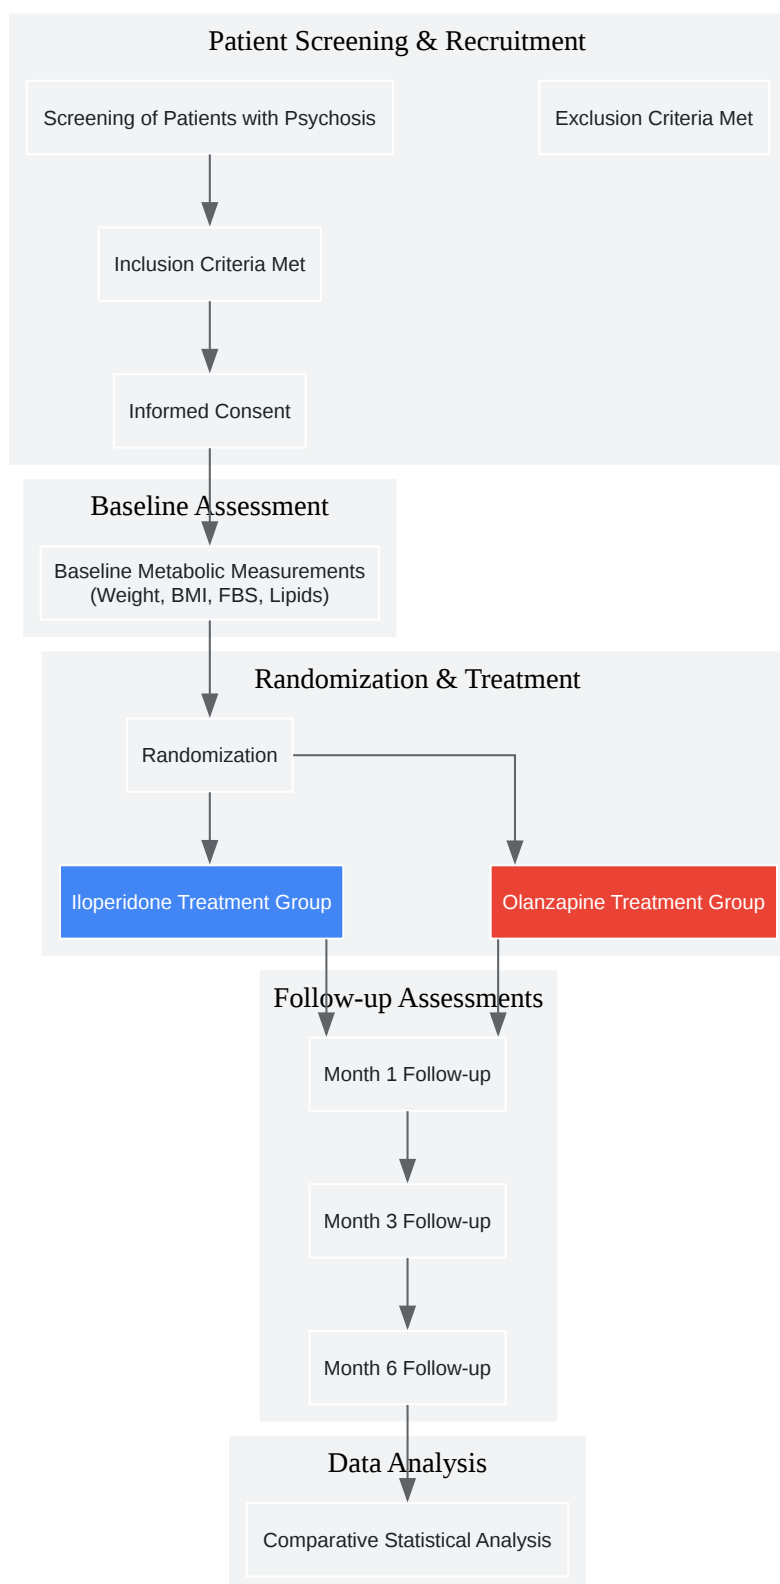 Patient Screening & Recruitment
Screening of Patients with Psychosis
Exclusion Criteria Met
Inclusion Criteria Met
Informed Consent
Baseline Assessment
Baseline Metabolic Measurements
(Weight, BMI, FBS, Lipids)
Randomization & Treatment
Randomization
Iloperidone Treatment Group
Olanzapine Treatment Group
Follow-up Assessments
Month 1 Follow-up
Month 3 Follow-up
Month 6 Follow-up
Data Analysis
Comparative Statistical Analysis